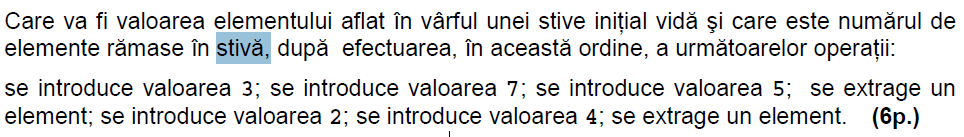 Care va fi valoarea elementului aflat în vârful unei stive iniţial vidă şi care este numărul de
elemente rămase în stivă, după efectuarea, în această ordine, a următoarelor operaţii:
se introduce valoarea 3; se introduce valoarea 7; se introduce valoarea 5; se extrage un
element; se introduce valoarea 2; se introduce valoarea 4; se extrage un element. (6p.)